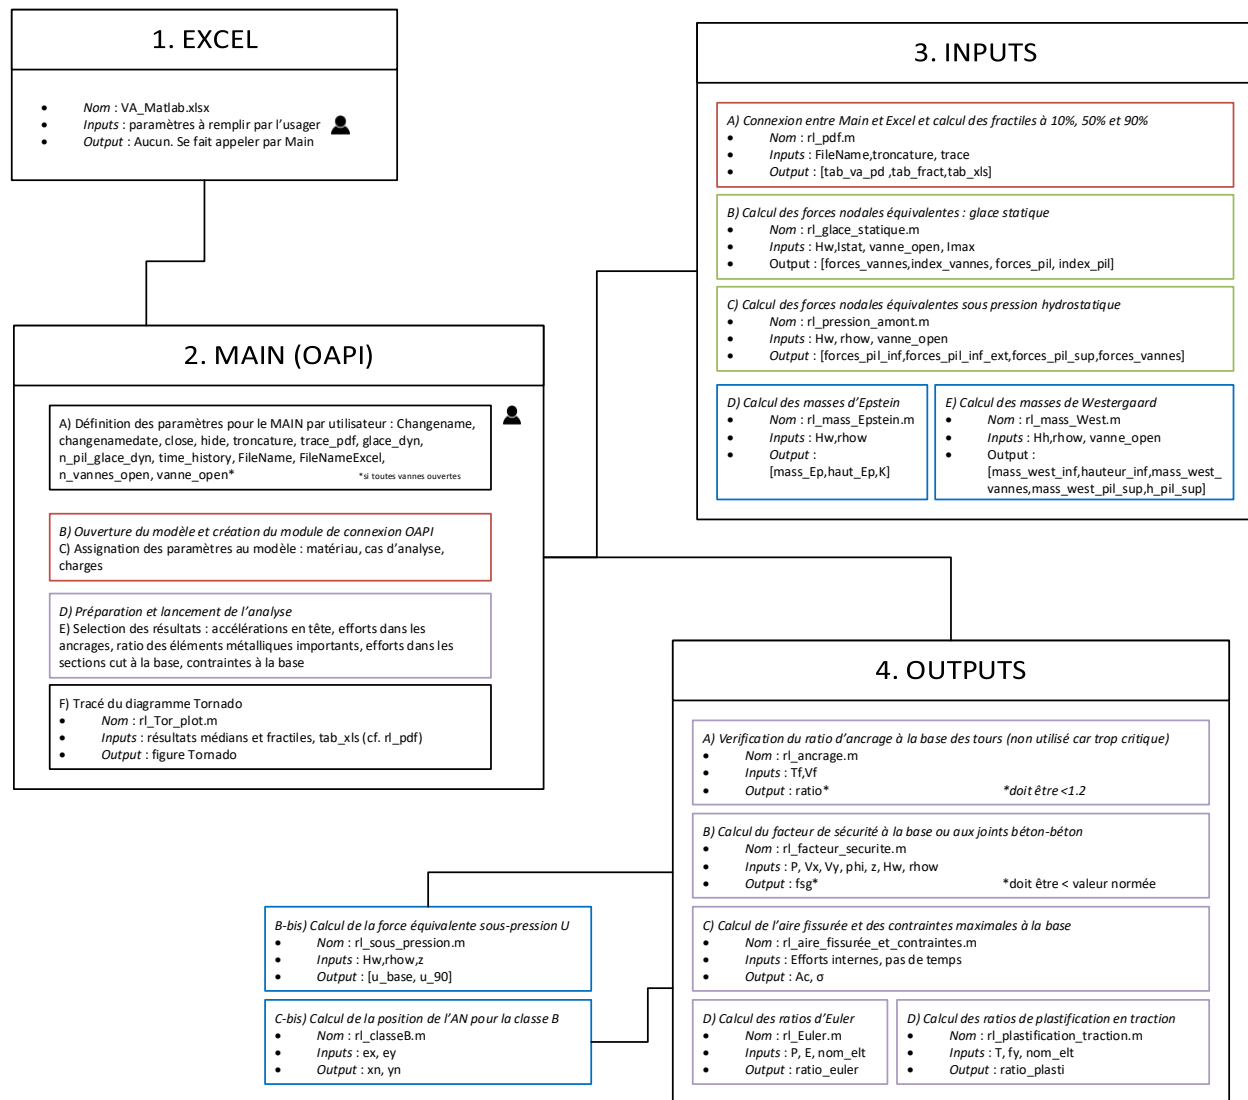 1. EXCEL
• Nom : VA_Matlab.xlsx
• Inputs : paramètres à remplir par l'usager
• Output : Aucun. Se fait appeler par Main
2. MAIN (OAPI)
A) Définition des paramètres pour le MAIN par utilisateur : Changename,
changenamedate, close, hide, troncature, trace_pdf, glace_dyn,
n_pil_glace_dyn, time_history, FileName, FileNameExcel,
n_vannes_open, vanne_open* *si toutes vannes ouvertes
B) Ouverture du modèle et création du module de connexion OAPI
C) Assignation des paramètres au modèle : matériau, cas d'analyse,
charges
D) Préparation et lancement de l'analyse
E) Selection des résultats : accélérations en tête, efforts dans les
ancrages, ratio des éléments métalliques importants, efforts dans les
sections cut à la base, contraintes à la base
F) Tracé du diagramme Tornado
• Nom : rl_Tor_plot.m
• Inputs : résultats médians et fractiles, tab_xls (cf. rl_pdf)
• Output : figure Tornado
3. INPUTS
A) Connexion entre Main et Excel et calcul des fractiles à 10%, 50% et 90%
• Nom : rl_pdf.m
• Inputs : FileName,troncature, trace
• Output : [tab_va_pd ,tab_fract,tab_xls]
B) Calcul des forces nodales équivalentes : glace statique
• Nom : rl_glace_statique.m
• Inputs : Hw,Istat, vanne_open, Imax
• Output : [forces_vannes,index_vannes, forces_pil, index_pil]
C) Calcul des forces nodales équivalentes sous pression hydrostatique
• Nom : rl_pression_amont.m
• Inputs : Hw, rhow, vanne_open
• Output : [forces_pil_inf,forces_pil_inf_ext,forces_pil_sup,forces_vannes]
D) Calcul des masses d'Epstein
• Nom : rl_mass_Epstein.m
• Inputs : Hw,rhow
• Output :
[mass_Ep,haut_Ep,K]
E) Calcul des masses de Westergaard
• Nom : rl_mass_West.m
• Inputs : Hh,rhow, vanne_open
• Output :
[mass_west_inf,hauteur_inf,mass_west_
vannes,mass_west_pil_sup,h_pil_sup]
4. OUTPUTS
A) Verification du ratio d'ancrage à la base des tours (non utilisé car trop critique)
• Nom : rl_ancrage.m
• Inputs : Tf,Vf
• Output : ratio* *doit être <1.2
B) Calcul du facteur de sécurité à la base ou aux joints béton-béton
• Nom : rl_facteur_securite.m
• Inputs : P, Vx, Vy, phi, z, Hw, rhow
• Output : fsg* *doit être < valeur normée
C) Calcul de l'aire fissurée et des contraintes maximales à la base
• Nom : rl_aire_fissurée_et_contraintes.m
• Inputs : Efforts internes, pas de temps
• Output : Ac, σ
D) Calcul des ratios d'Euler
• Nom : rl_Euler.m
• Inputs : P, E, nom_elt
• Output : ratio_euler
D) Calcul des ratios de plastification en traction
• Nom : rl_plastification_traction.m
• Inputs : T, fy, nom_elt
• Output : ratio_plasti
B-bis) Calcul de la force équivalente sous-pression U
• Nom : rl_sous_pression.m
• Inputs : Hw,rhow,z
• Output : [u_base, u_90]
C-bis) Calcul de la position de l'AN pour la classe B
• Nom : rl_classeB.m
• Inputs : ex, ey
• Output : xn, yn